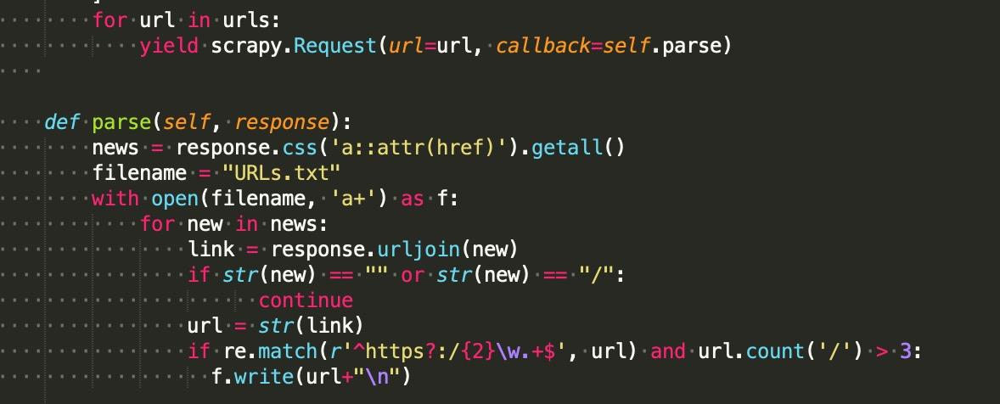 ]
        for url in urls:
            yield scrapy.Request(url=url, callback=self.parse)

    def parse(self, response):
        news = response.css('a::attr(href)').getall()
        filename = "URLs.txt"
        with open(filename, 'a+') as f:
            for new in news:
                link = response.urljoin(new)
                if str(new) == "" or str(new) == "/":
                      continue
                url = str(link)
                if re.match(r'^https?:/{2}\w.+$', url) and url.count('/') > 3:
                  f.write(url+"\n")